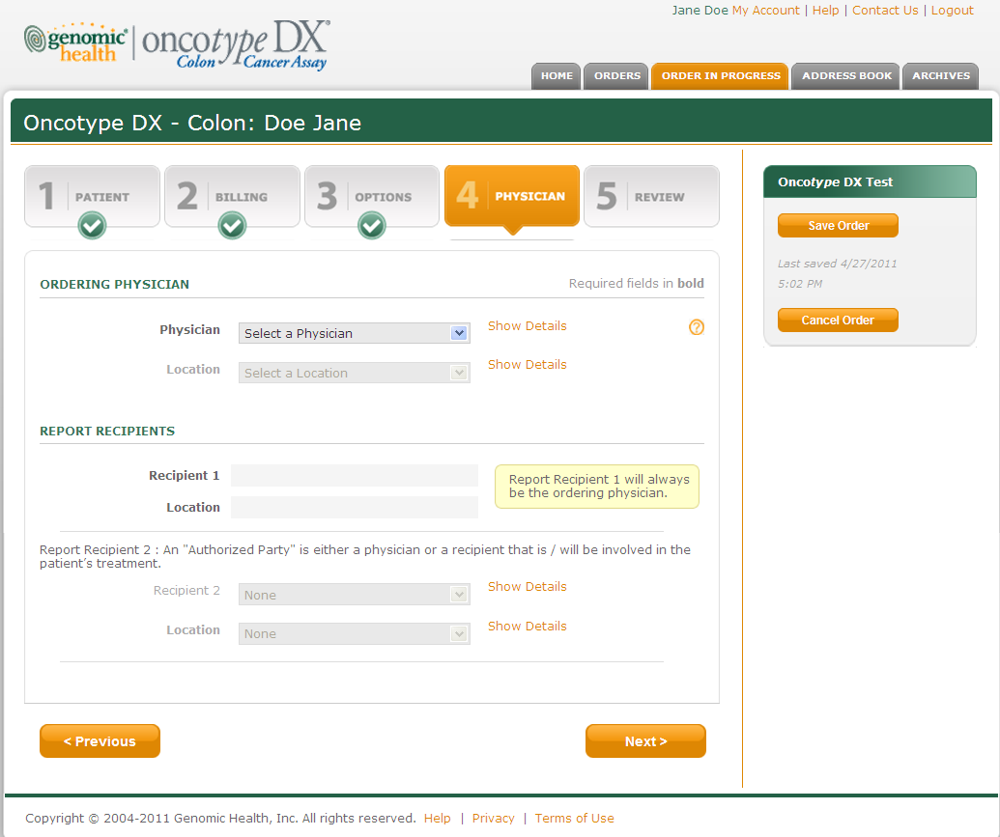 Jane Doe My Account | Help | Contact Us | Logout
genomic health® | oncotype DX®
Colon Cancer Assay
HOME ORDERS ORDER IN PROGRESS ADDRESS BOOK ARCHIVES
Oncotype DX - Colon: Doe Jane
1 PATIENT 2 BILLING 3 OPTIONS 4 PHYSICIAN 5 REVIEW
Oncotype DX Test
Save Order
Last saved 4/27/2011
5:02 PM
Cancel Order
ORDERING PHYSICIAN Required fields in bold
Physician Select a Physician Show Details ?
Location Select a Location Show Details
REPORT RECIPIENTS
Recipient 1
Location
Report Recipient 1 will always
be the ordering physician.
Report Recipient 2 : An "Authorized Party" is either a physician or a recipient that is / will be involved in the
patient's treatment.
Recipient 2 None Show Details
Location None Show Details
< Previous Next >
Copyright © 2004-2011 Genomic Health, Inc. All rights reserved. Help | Privacy | Terms of Use